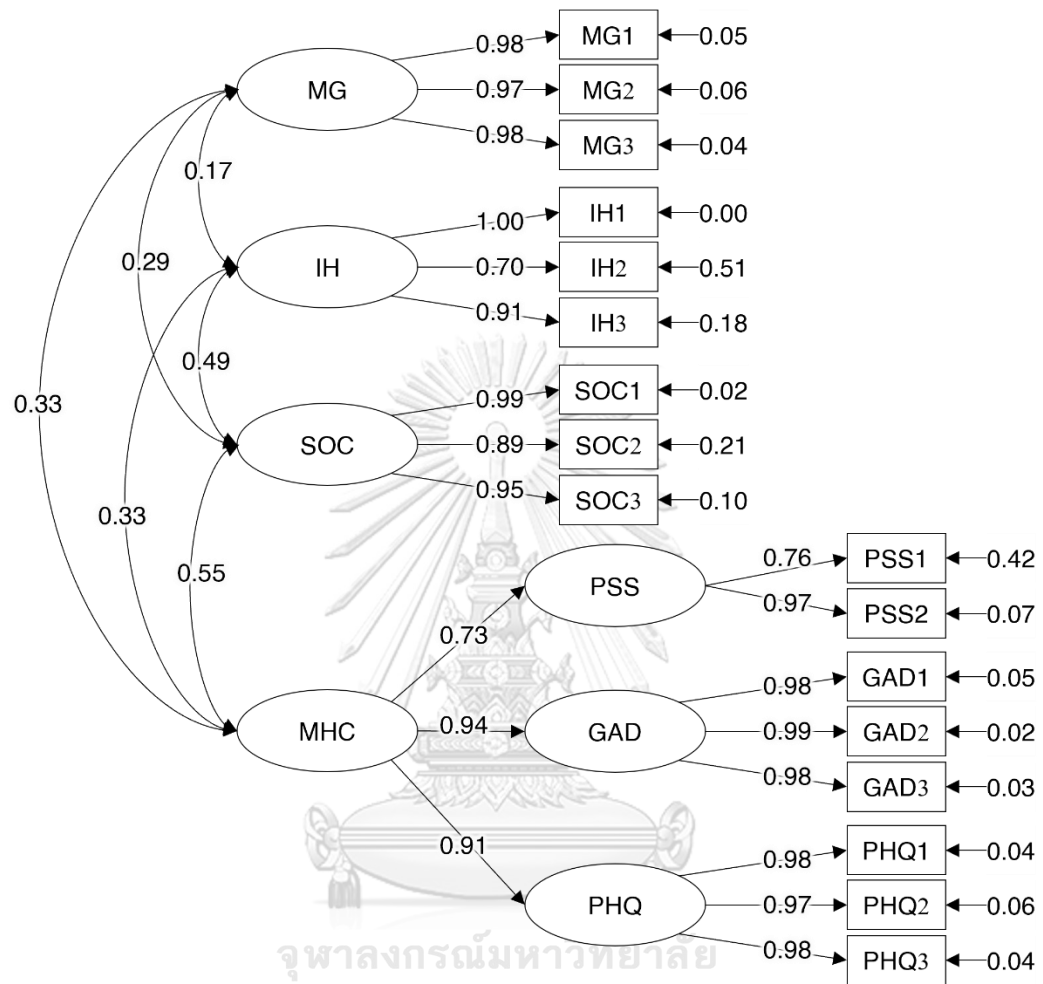 0.98 MG1 0.05
MG 0.97 MG2 0.06
0.98 MG3 0.04
0.17
1.00 IH1 0.00
0.29 IH 0.70 IH2 0.51
0.91 IH3 0.18
0.49
0.33 0.99 SOC1 0.02
SOC 0.89 SOC2 0.21
0.95 SOC3 0.10
0.33
0.55 0.76 PSS1 0.42
PSS 0.97 PSS2 0.07
0.73
0.98 GAD1 0.05
MHC 0.94 GAD 0.99 GAD2 0.02
0.98 GAD3 0.03
0.91 0.98 PHQ1 0.04
PHQ 0.97 PHQ2 0.06
0.98 PHQ3 0.04
จุฬาลงกรณ์มหาวิทยาลัย